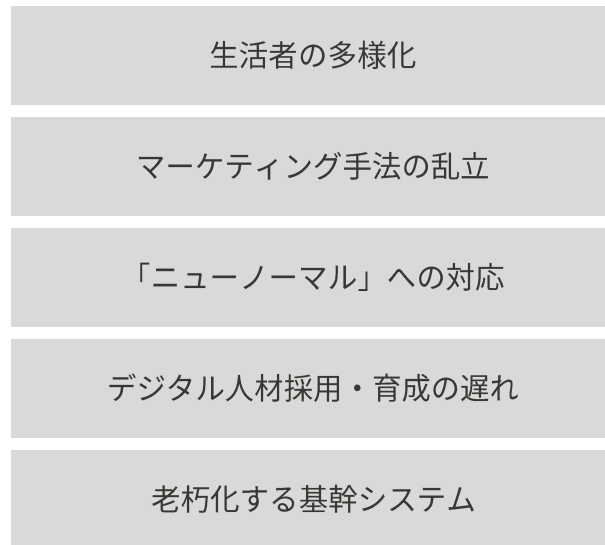 生活者の多様化
マーケティング手法の乱立
「ニューノーマル」への対応
デジタル人材採用・育成の遅れ
老朽化する基幹システム